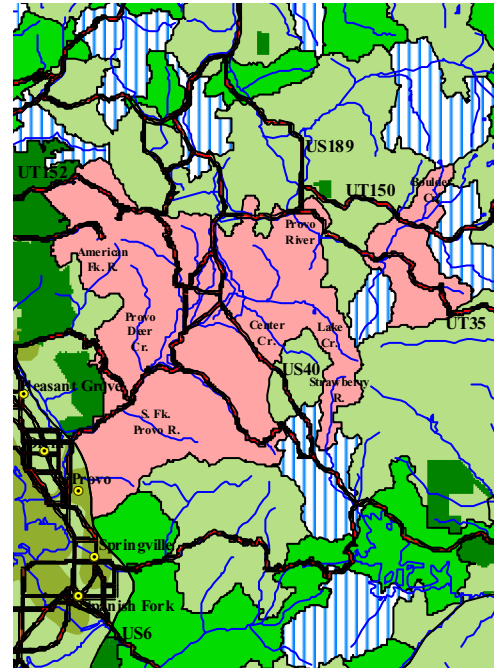 US189
UT152
UT150
Boulder
Cr.
Provo
River
American
Fk. R.
Provo
Deer
Cr.
Center
Cr.
Lake
Cr.
UT35
US40
Strawberry
R.
Pleasant Grove
S. Fk.
Provo R.
Provo
Springville
Spanish Fork
US6